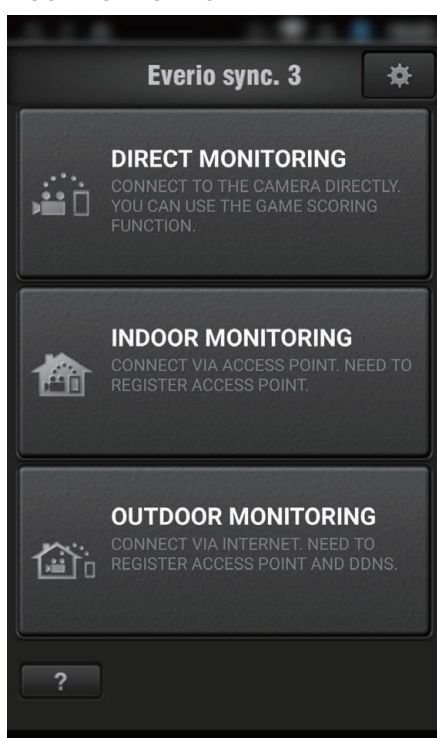 Everio sync. 3
DIRECT MONITORING
CONNECT TO THE CAMERA DIRECTLY.
YOU CAN USE THE GAME SCORING
FUNCTION.
INDOOR MONITORING
CONNECT VIA ACCESS POINT. NEED TO
REGISTER ACCESS POINT.
OUTDOOR MONITORING
CONNECT VIA INTERNET. NEED TO
REGISTER ACCESS POINT AND DDNS.
?